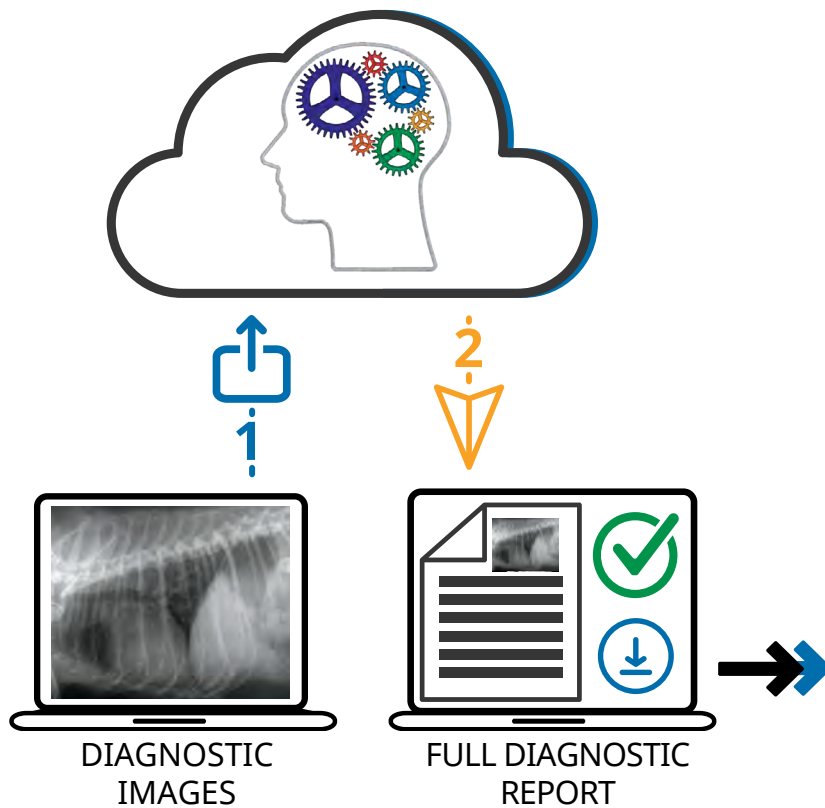 1
2
DIAGNOSTIC
IMAGES
FULL DIAGNOSTIC
REPORT